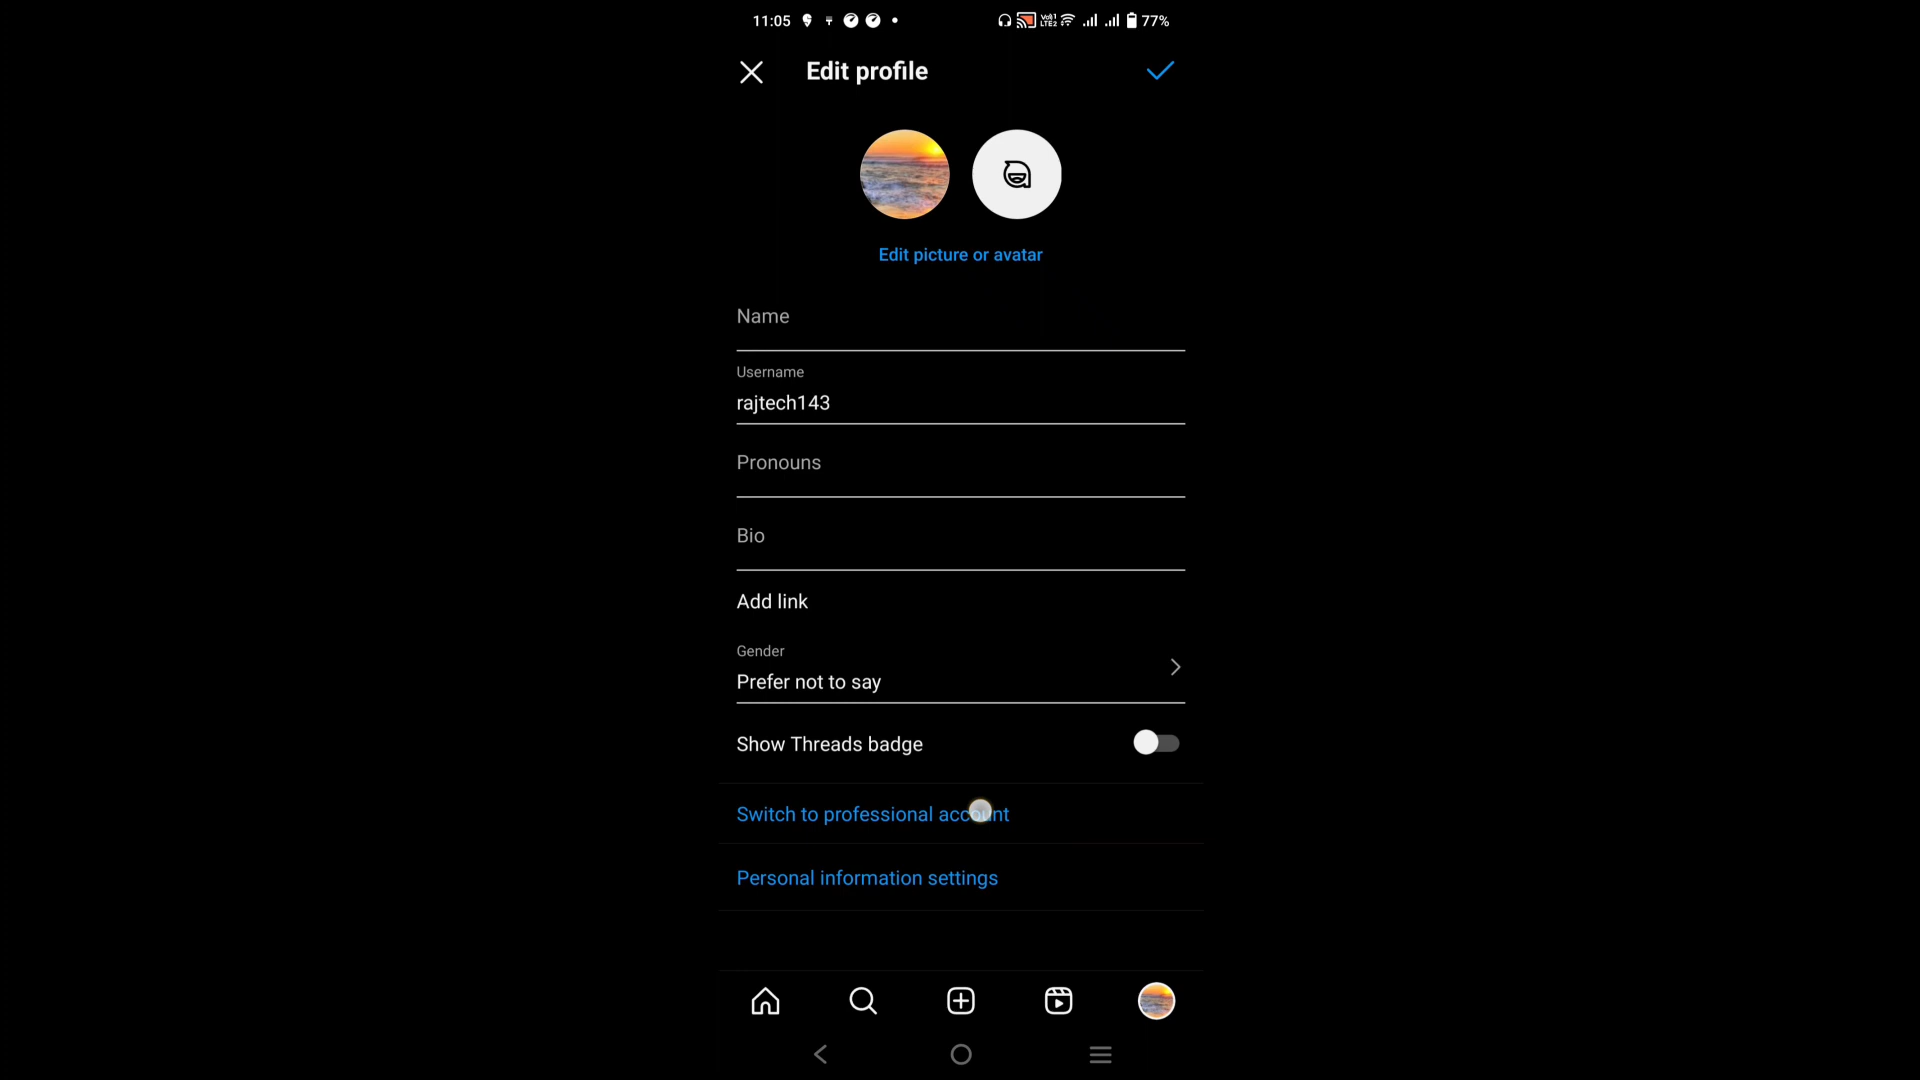 11:05 77%
Edit profile
Edit picture or avatar
Name
Username
rajtech143
Pronouns
Bio
Add link
Gender
Prefer not to say
Show Threads badge
Switch to professional account
Personal information settings